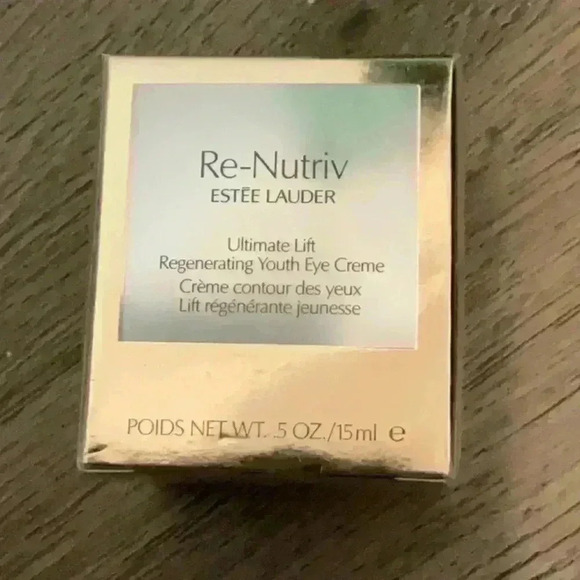 Re-Nutriv
ESTĒE LAUDER
Ultimate Lift
Regenerating Youth Eye Creme
Crème contour des yeux
Lift régénérante jeunesse
POIDS NET WT. .5 OZ./15ml e